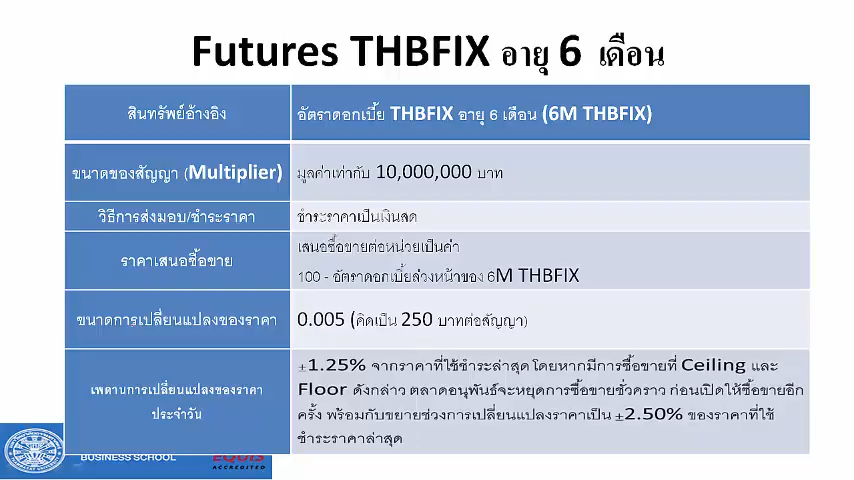 Futures THBFIX อายุ 6 เดือน
สินทรัพย์อ้างอิง
อัตราดอกเบี้ย THBFIX อายุ 6 เดือน (6M THBFIX)
ขนาดของสัญญา (Multiplier)
มูลค่าเท่ากับ 10,000,000 บาท
วิธีการส่งมอบ/ชำระราคา
ชำระราคาเป็นเงินสด
ราคาเสนอซื้อขาย
เสนอซื้อขายต่อหน่วยเป็นค่า
100 - อัตราดอกเบี้ยล่วงหน้าของ 6M THBFIX
ขนาดการเปลี่ยนแปลงของราคา
0.005 (คิดเป็น 250 บาทต่อสัญญา)
เพดานการเปลี่ยนแปลงของราคา
ประจำวัน
±1.25% จากราคาที่ใช้ชำระล่าสุด โดยหากมีการซื้อขายที่ Ceiling และ
Floor ดังกล่าว ตลาดอนุพันธ์จะหยุดการซื้อขายชั่วคราว ก่อนเปิดให้ซื้อขายอีก
ครั้ง พร้อมกับขยายช่วงการเปลี่ยนแปลงราคาเป็น ±2.50% ของราคาที่ใช้
ชำระราคาล่าสุด
BUSINESS SCHOOL
EQUIS
ACCREDITED